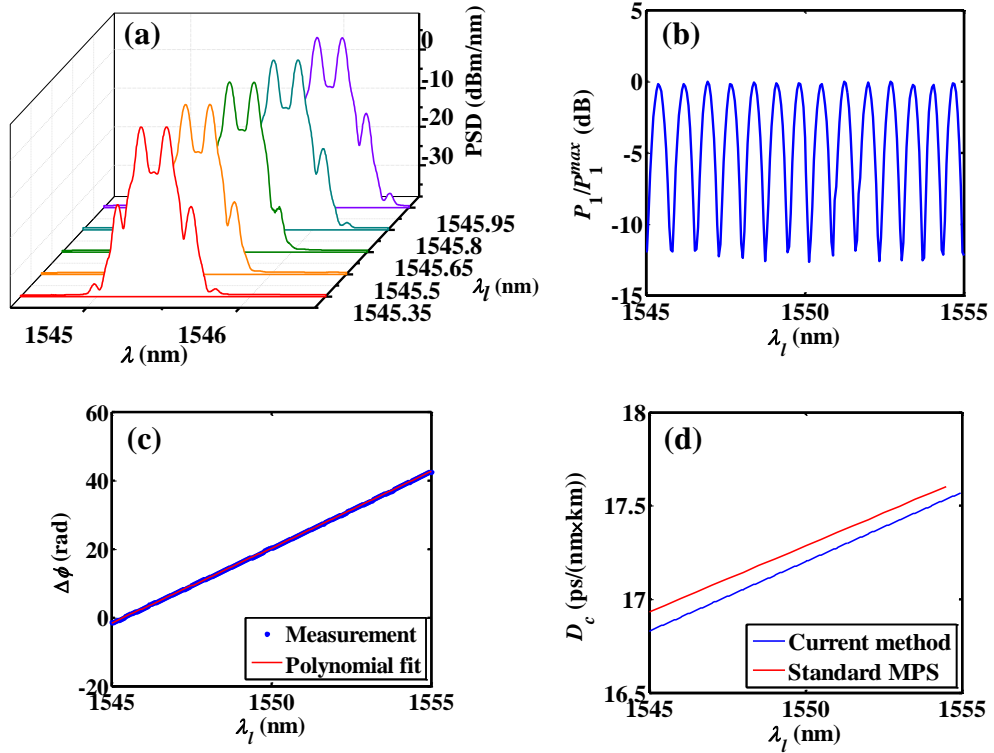 (a)
0
-10
-20
-30
PSD (dBm/nm)
1545.95
1545.8
1545.65
1545.5
1545.35
λl (nm)
1545
1546
λ (nm)
(b)
0
-5
-10
-15
P1/P1max (dB)
1545
1550
1555
λl (nm)
(c)
60
40
20
0
-20
Δϕ (rad)
Measurement
Polynomial fit
1545
1550
1555
λl (nm)
(d)
18
17.5
17
16.5
Dc (ps/(nm×km))
Current method
Standard MPS
1545
1550
1555
λl (nm)